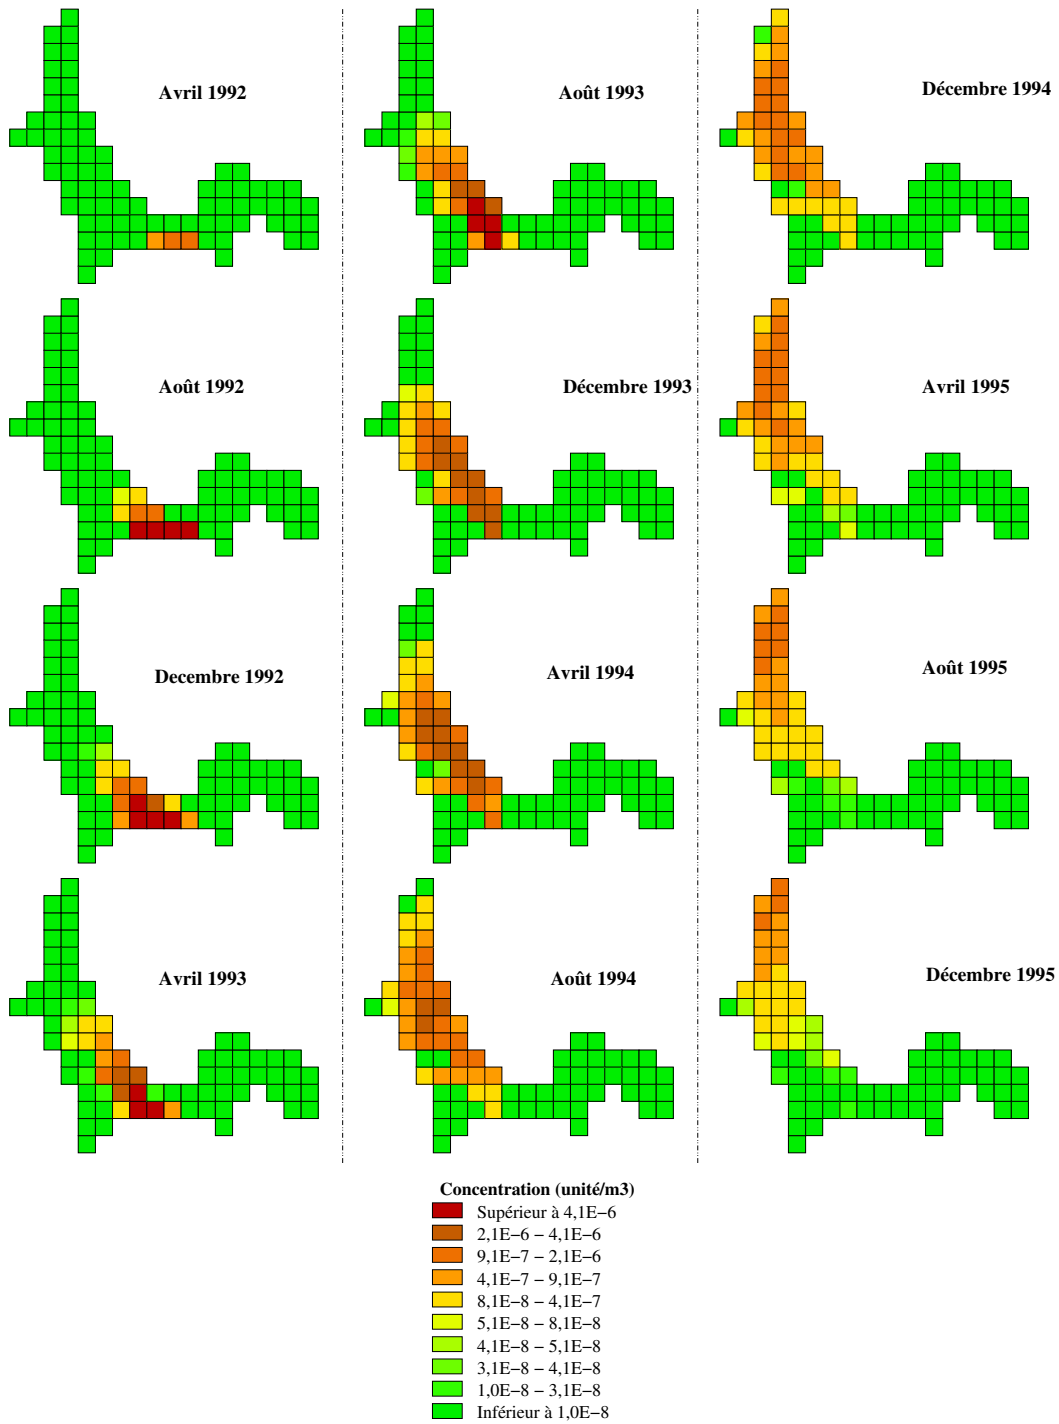 Avril 1992
Août 1993
Décembre 1994
Août 1992
Décembre 1993
Avril 1995
Decembre 1992
Avril 1994
Août 1995
Avril 1993
Août 1994
Décembre 1995
Concentration (unité/m3)
Supérieur à 4,1E−6
2,1E−6 − 4,1E−6
9,1E−7 − 2,1E−6
4,1E−7 − 9,1E−7
8,1E−8 − 4,1E−7
5,1E−8 − 8,1E−8
4,1E−8 − 5,1E−8
3,1E−8 − 4,1E−8
1,0E−8 − 3,1E−8
Inférieur à 1,0E−8